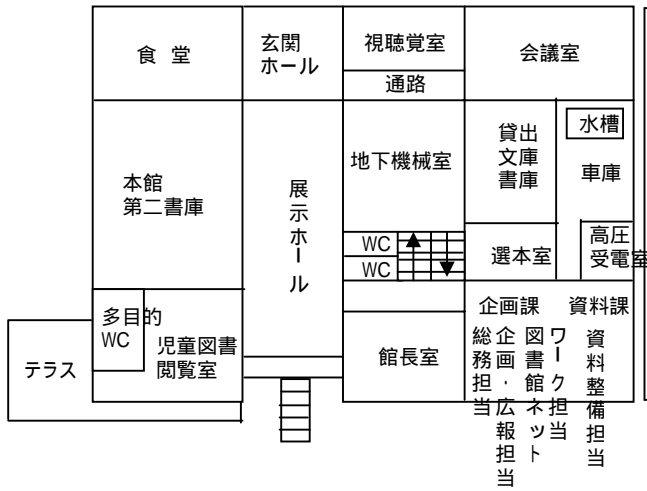 食 堂
玄関
ホール
視聴覚室
通路
会議室
本館
第二書庫
展示ホール
地下機械室
貸出
文庫
書庫
水槽
車庫
WC
WC
選本室
高圧
受電室
多目的
WC
児童図書
閲覧室
テラス
館長室
企画課
資料課
総務担当
企画・広報担当
図書館ネット
ワーク担当
資料整備担当